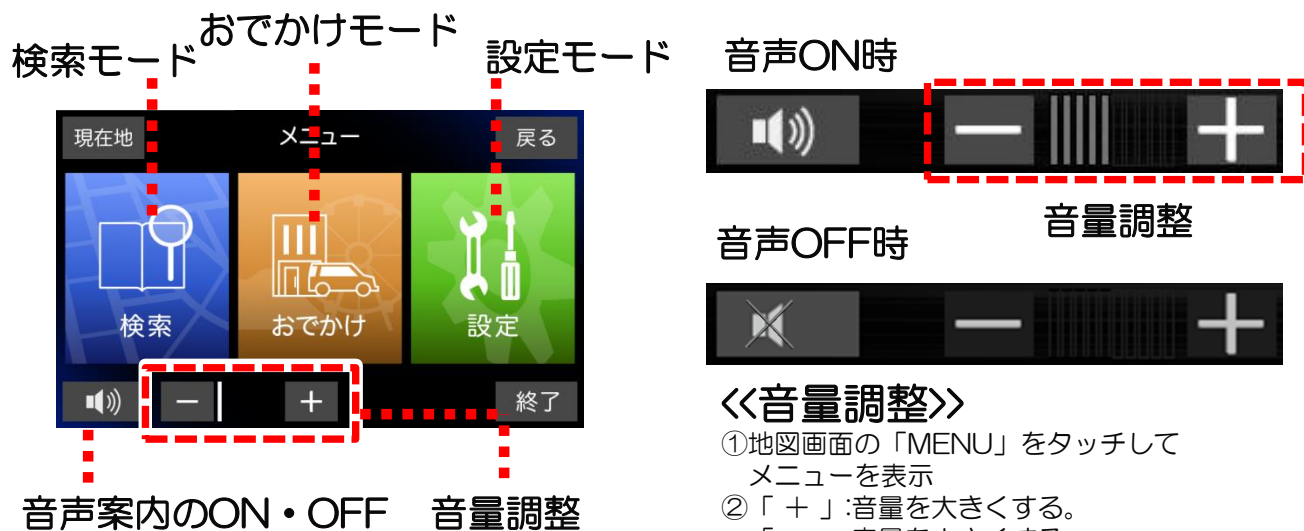 おでかけモード
検索モード
設定モード
現在地
メニュー
戻る
検索
おでかけ
設定
終了
音声案内のON・OFF
音量調整
音声ON時
音量調整
音声OFF時
≪音量調整≫
①地図画面の「MENU」をタッチして
メニューを表示
②「 ＋ 」:音量を大きくする。